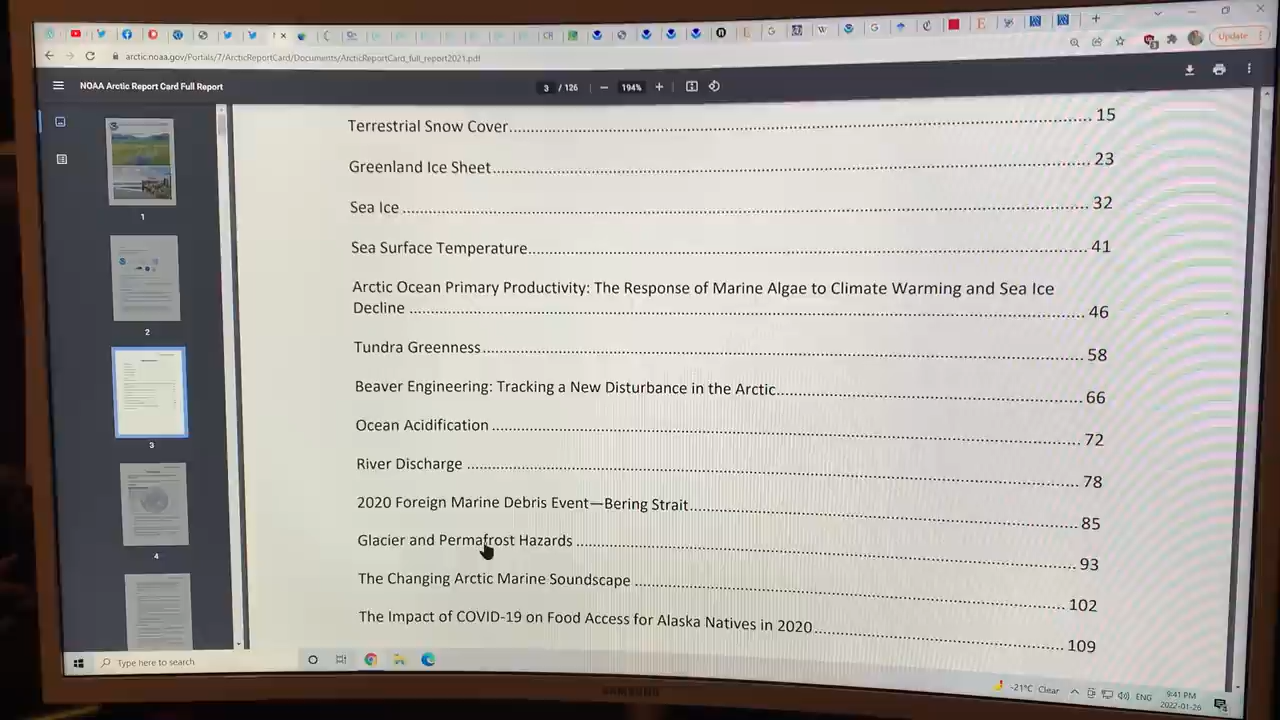 Update
arctic.noaa.gov/Portals/7/ArcticReportCard/Documents/ArcticReportCard_full_report2021.pdf
NOAA Arctic Report Card Full Report
3 / 126
194%
Terrestrial Snow Cover 15
Greenland Ice Sheet 23
Sea Ice 32
Sea Surface Temperature 41
Arctic Ocean Primary Productivity: The Response of Marine Algae to Climate Warming and Sea Ice
Decline 46
Tundra Greenness 58
Beaver Engineering: Tracking a New Disturbance in the Arctic 66
Ocean Acidification 72
River Discharge 78
2020 Foreign Marine Debris Event—Bering Strait 85
Glacier and Permafrost Hazards 93
The Changing Arctic Marine Soundscape 102
The Impact of COVID-19 on Food Access for Alaska Natives in 2020 109
1
2
3
4
Type here to search
-21°C Clear
ENG
9:41 PM
2022-01-26
SAMSUNG